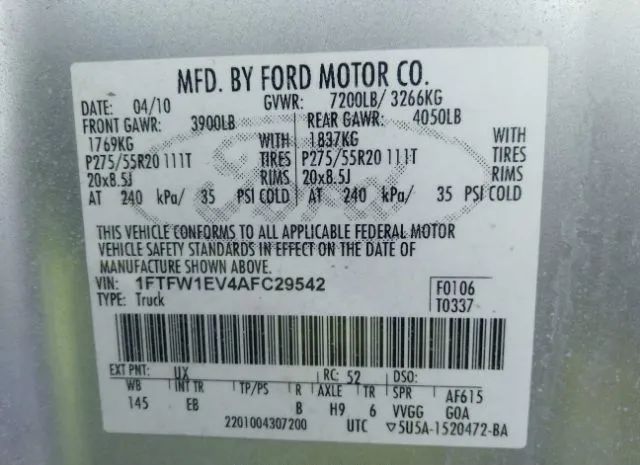 MFD. BY FORD MOTOR CO.
DATE: 04/10 GVWR: 7200LB/ 3266KG
FRONT GAWR: 3900LB REAR GAWR: 4050LB
1769KG WITH 1837KG WITH
P275/55R20 111T TIRES P275/55R20 111T TIRES
20x8.5J RIMS 20x8.5J RIMS
AT 240 kPa/ 35 PSI COLD AT 240 kPa/ 35 PSI COLD
Ford
THIS VEHICLE CONFORMS TO ALL APPLICABLE FEDERAL MOTOR
VEHICLE SAFETY STANDARDS IN EFFECT ON THE DATE OF
MANUFACTURE SHOWN ABOVE.
VIN: 1FTFW1EV4AFC29542 F0106
TYPE: Truck T0337
EXT PNT: UX RC: 52 DSO:
WB INT TR TP/PS R AXLE TR SPR AF615
145 EB B H9 6 VVGG G0A
2201004307200 UTC ▽5U5A-1520472-BA